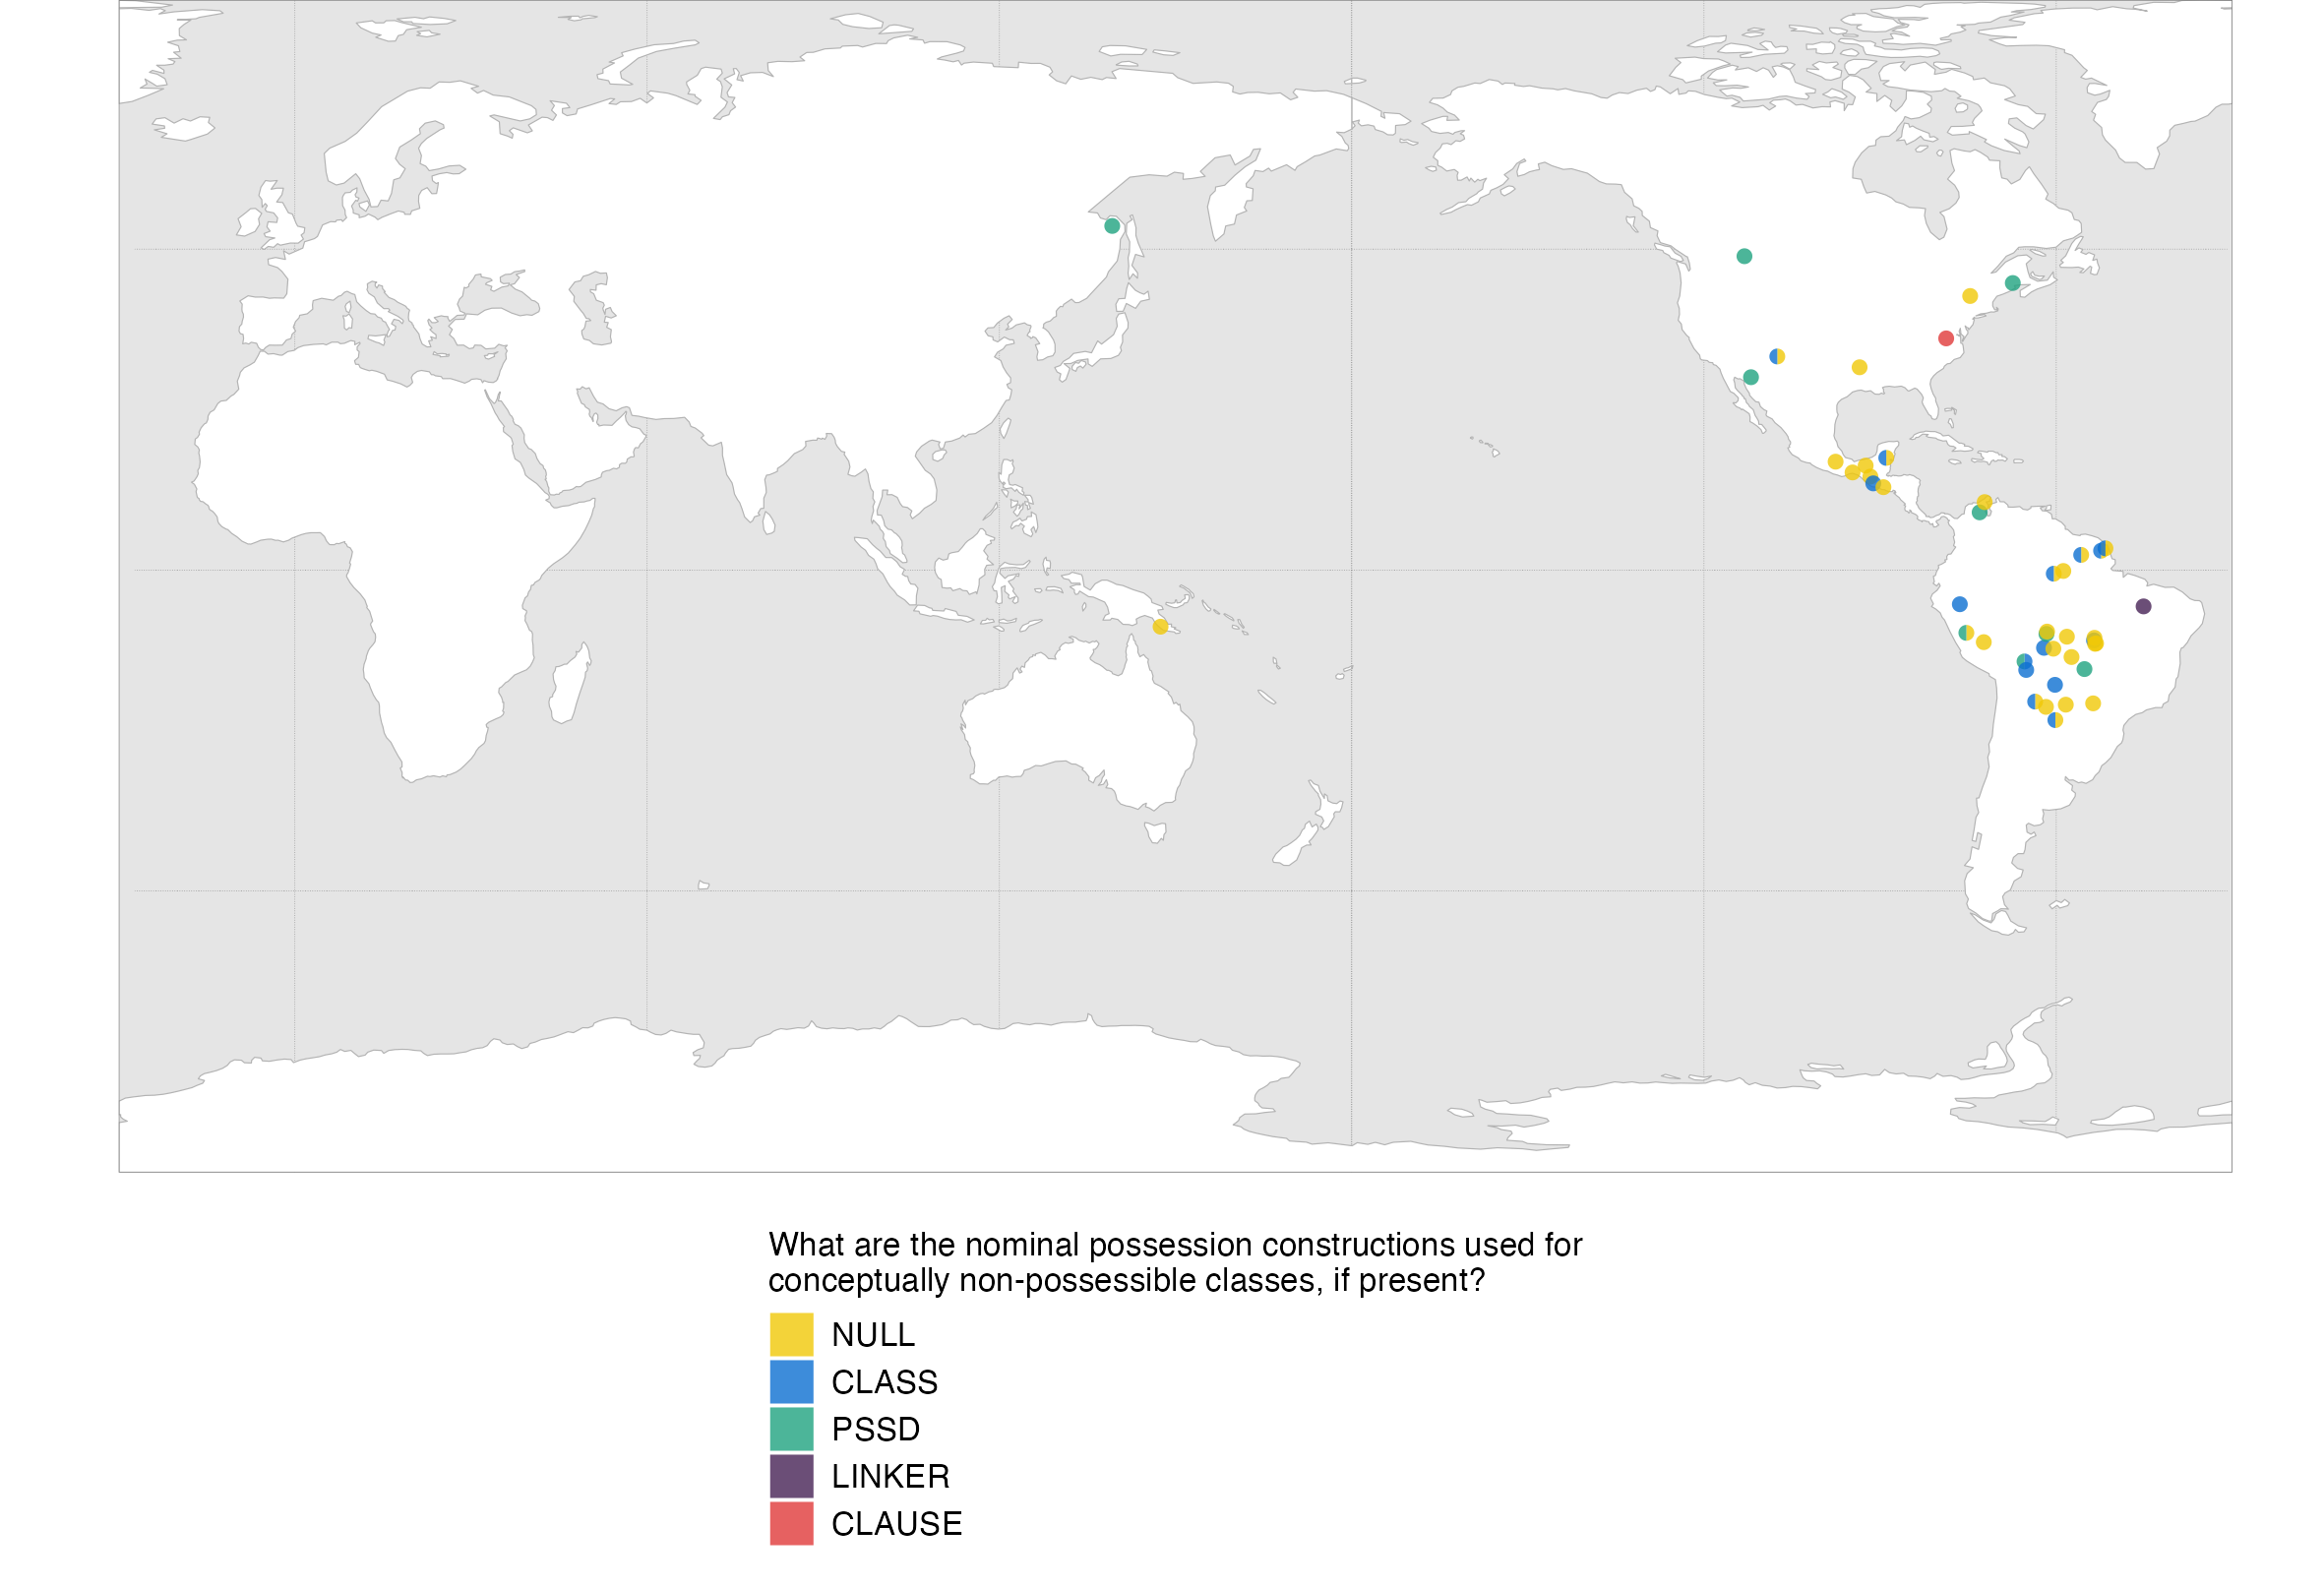 What are the nominal possession constructions used for
conceptually non-possessible classes, if present?
NULL
CLASS
PSSD
LINKER
CLAUSE